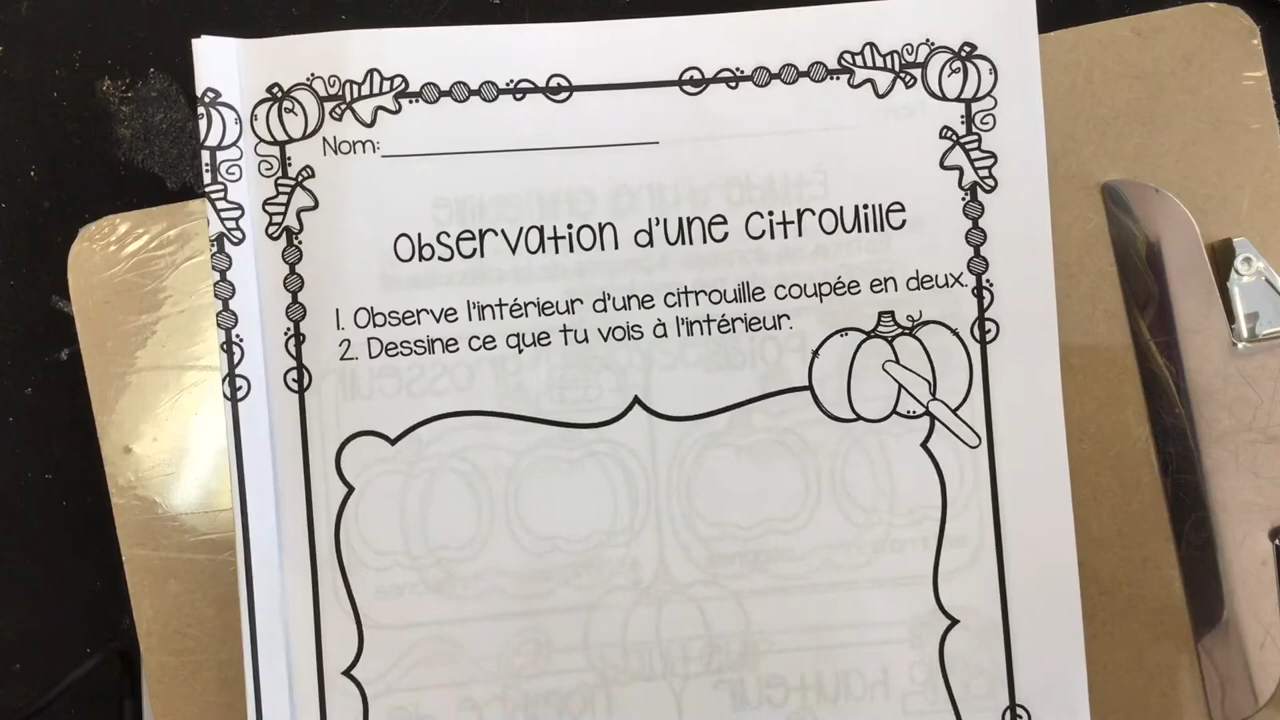 Nom:
Observation d'une citrouille
1. Observe l'intérieur d'une citrouille coupée en deux.
2. Dessine ce que tu vois à l'intérieur.